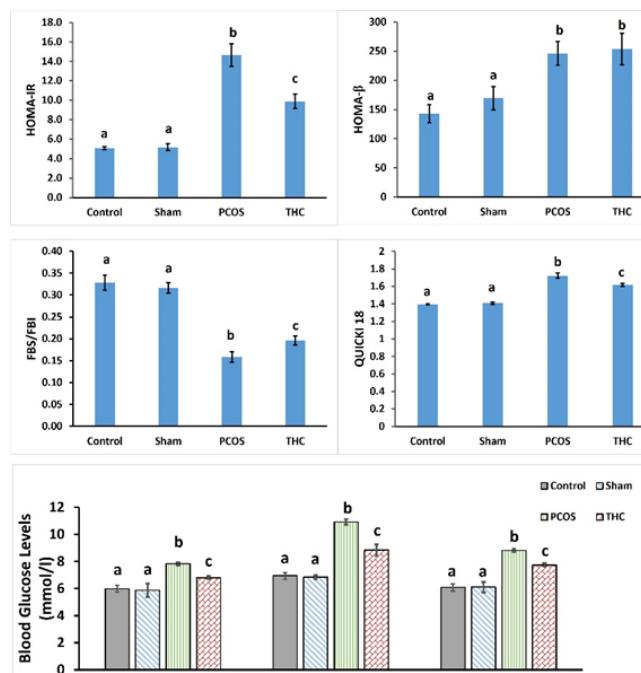 HOMA-IR
16.0
14.0
12.0
10.0
8.0
6.0
4.0
2.0
0.0
a
a
b
c
Control Sham PCOS THC
HOMA-β
300
250
200
150
100
50
0
a
a
b
b
Control Sham PCOS THC
FBS/FBI
0.40
0.35
0.30
0.25
0.20
0.15
0.10
0.05
0.00
a
a
b
c
Control Sham PCOS THC
QUICKI 18
2
1.8
1.6
1.4
1.2
1
0.8
0.6
0.4
0.2
0
a
a
b
c
Control Sham PCOS THC
Blood Glucose Levels
(mmol/l)
12
10
8
6
4
2
0
Control Sham
PCOS THC
a a b c
a a b c
a a b c